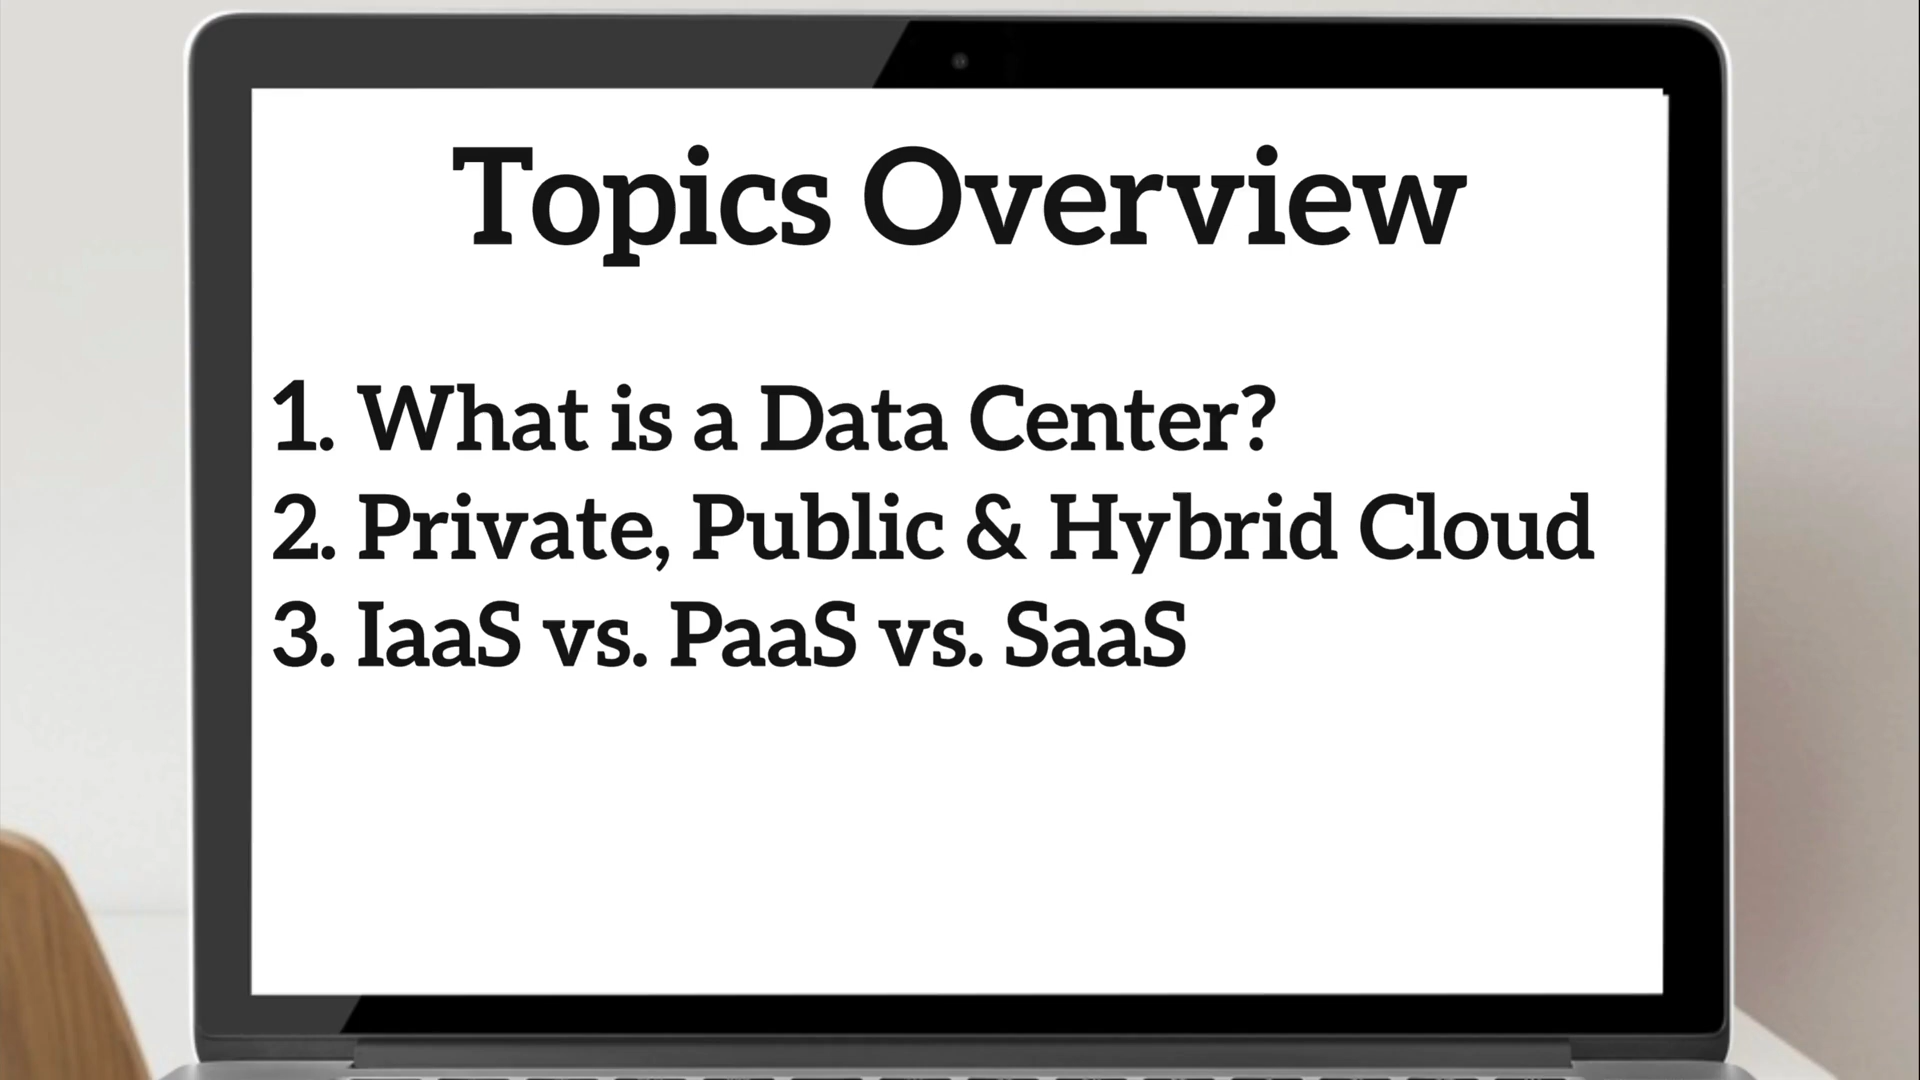 Topics Overview
1. What is a Data Center?
2. Private, Public & Hybrid Cloud
3. IaaS vs. PaaS vs. SaaS